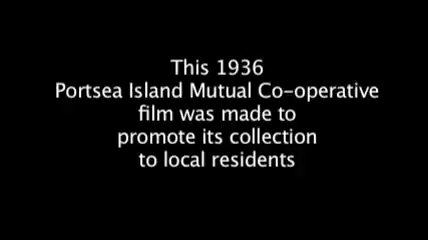 This 1936
Portsea Island Mutual Co-operative
film was made to
promote its collection
to local residents